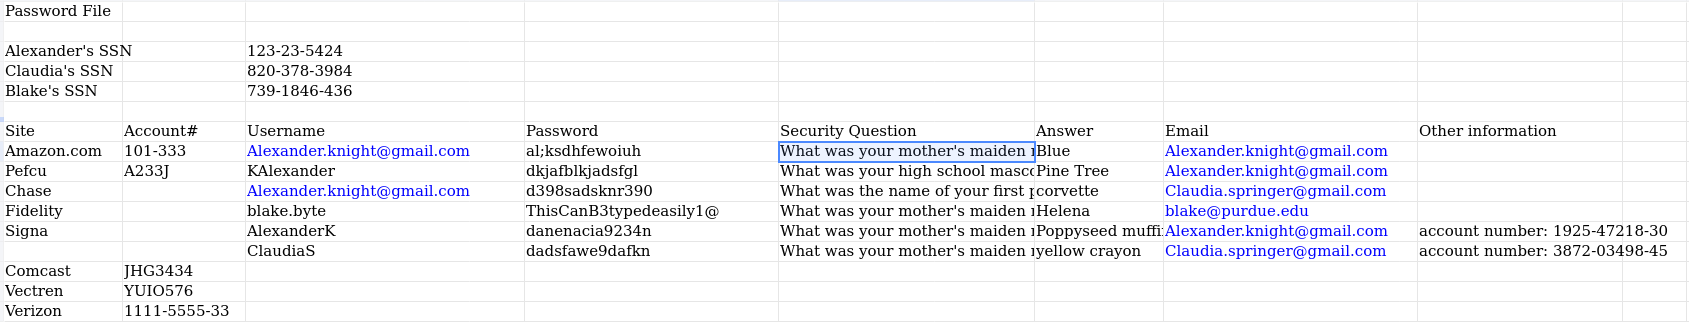 Password File
Alexander's SSN 123-23-5424
Claudia's SSN 820-378-3984
Blake's SSN 739-1846-436
Site Account# Username Password Security Question Answer Email Other information
Amazon.com 101-333 Alexander.knight@gmail.com al;ksdhfewoiuh What was your mother's maiden Blue Alexander.knight@gmail.com
Pefcu A233J KAlexander dkjafblkjadsfgl What was your high school masc Pine Tree Alexander.knight@gmail.com
Chase Alexander.knight@gmail.com d398sadsknr390 What was the name of your first corvette Claudia.springer@gmail.com
Fidelity blake.byte ThisCanB3typedeasily1@ What was your mother's maiden Helena blake@purdue.edu
Signa AlexanderK danenacia9234n What was your mother's maiden Poppyseed muffi Alexander.knight@gmail.com account number: 1925-47218-30
ClaudiaS dadsfawe9dafkn What was your mother's maiden yellow crayon Claudia.springer@gmail.com account number: 3872-03498-45
Comcast JHG3434
Vectren YUIO576
Verizon 1111-5555-33